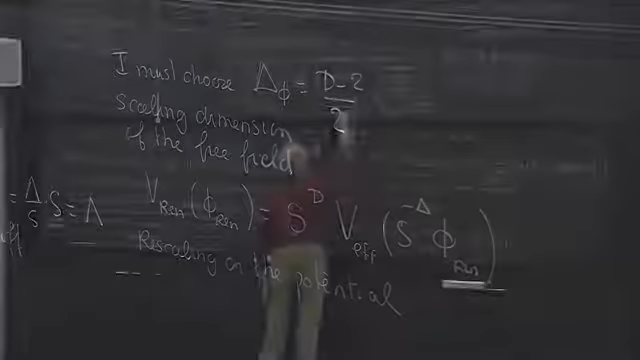 I must choose Δ_ϕ = (D-2)/2
scaling dimension
of the free field
= Λ/S · S = Λ
eff
V_Ren (ϕ_Ren) = S^D V_eff (S^-Δ ϕ_Ren)
Rescaling on the potential